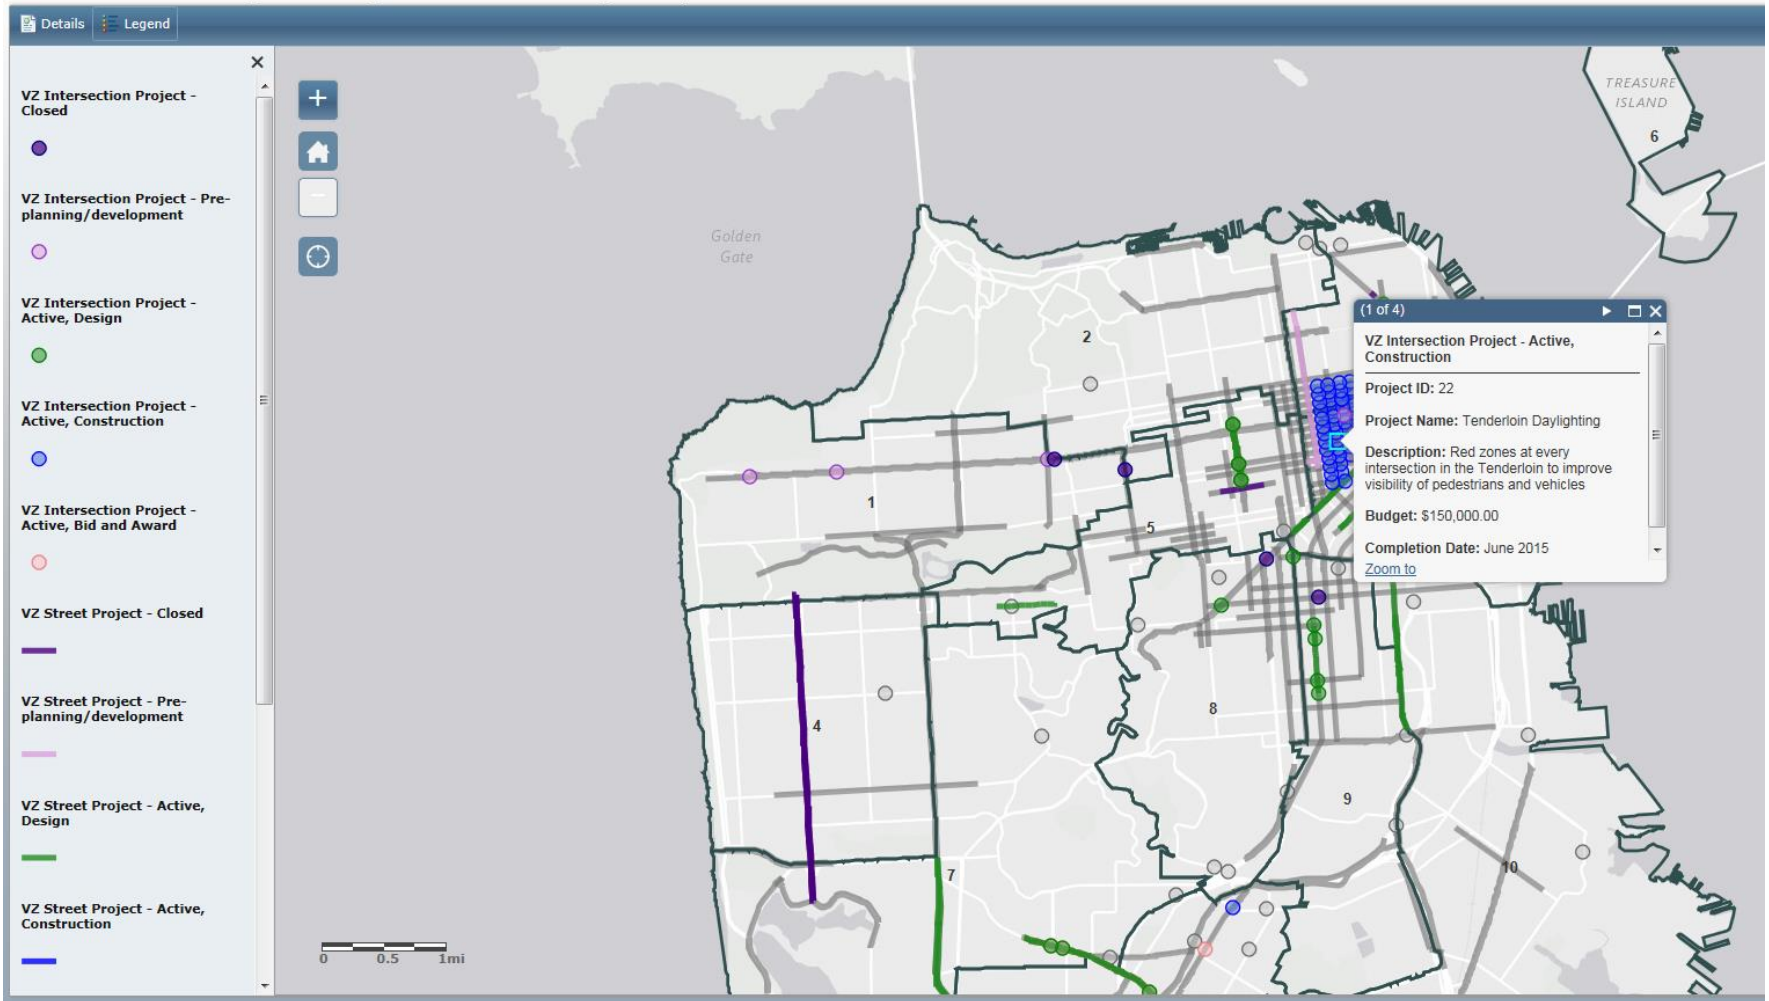 Details
Legend
VZ Intersection Project -
Closed
VZ Intersection Project - Pre-
planning/development
VZ Intersection Project -
Active, Design
VZ Intersection Project -
Active, Construction
VZ Intersection Project -
Active, Bid and Award
VZ Street Project - Closed
VZ Street Project - Pre-
planning/development
VZ Street Project - Active,
Design
VZ Street Project - Active,
Construction
Golden
Gate
TREASURE
ISLAND
6
2
1
5
4
8
9
7
10
0 0.5 1mi
(1 of 4)
VZ Intersection Project - Active,
Construction
Project ID: 22
Project Name: Tenderloin Daylighting
Description: Red zones at every
intersection in the Tenderloin to improve
visibility of pedestrians and vehicles
Budget: $150,000.00
Completion Date: June 2015
Zoom to